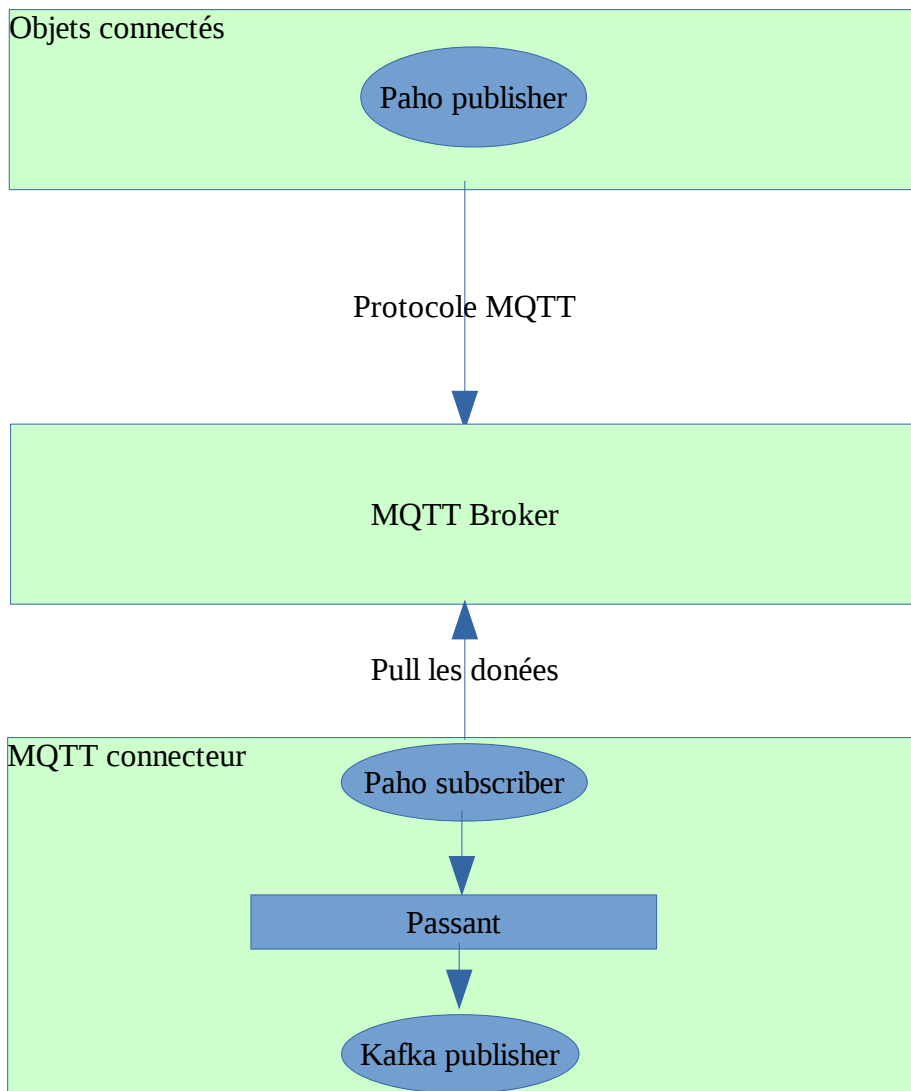 Objets connectés
Paho publisher
Protocole MQTT
MQTT Broker
Pull les donées
MQTT connecteur
Paho subscriber
Passant
Kafka publisher